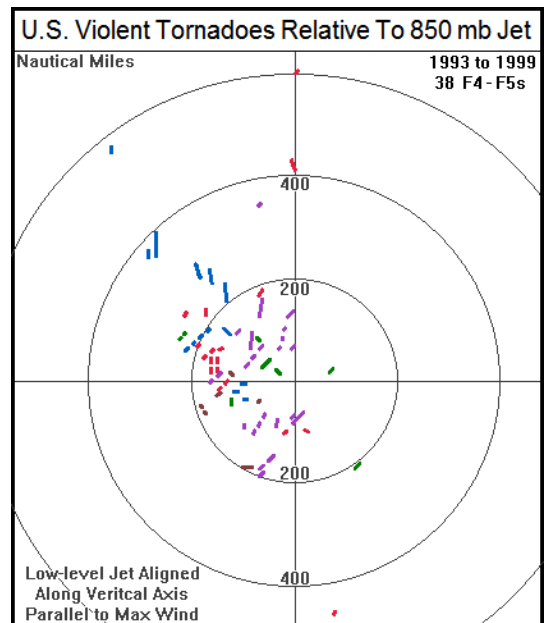 U.S. Violent Tornadoes Relative To 850 mb Jet
Nautical Miles
1993 to 1999
38 F4-F5s
400
200
200
400
Low-level Jet Aligned
Along Veritcal Axis
Parallel to Max Wind